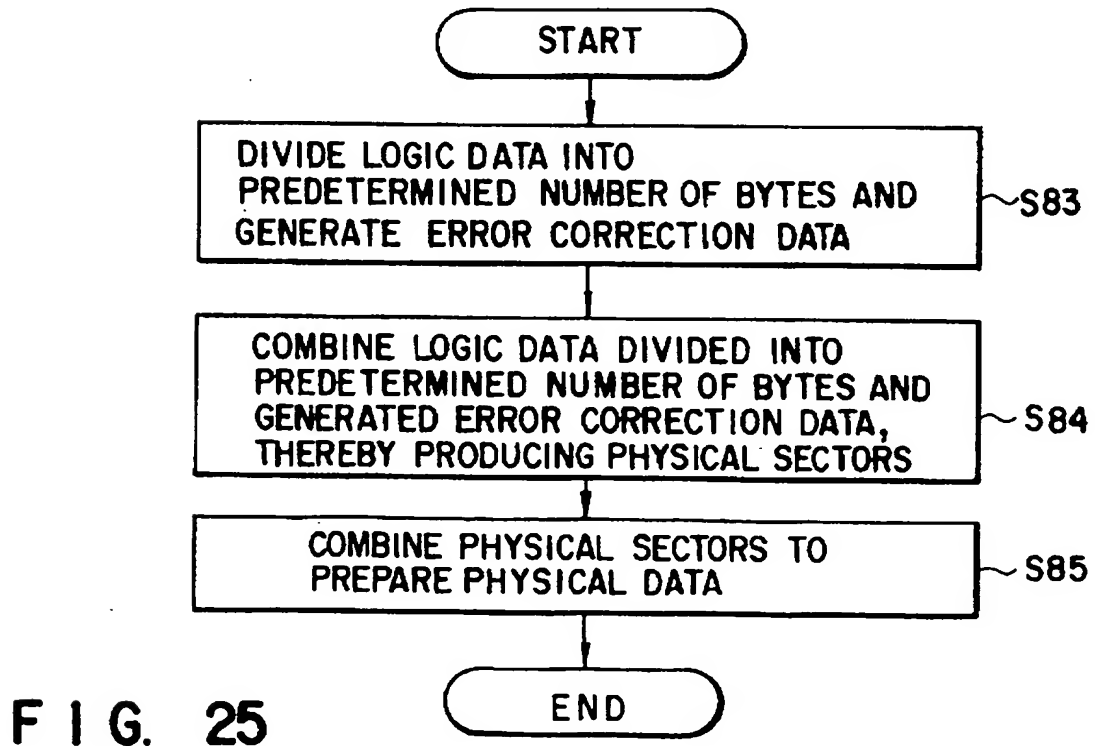 START
DIVIDE LOGIC DATA INTO
PREDETERMINED NUMBER OF BYTES AND
GENERATE ERROR CORRECTION DATA
S83
COMBINE LOGIC DATA DIVIDED INTO
PREDETERMINED NUMBER OF BYTES AND
GENERATED ERROR CORRECTION DATA,
THEREBY PRODUCING PHYSICAL SECTORS
S84
COMBINE PHYSICAL SECTORS TO
PREPARE PHYSICAL DATA
S85
END
FIG. 25